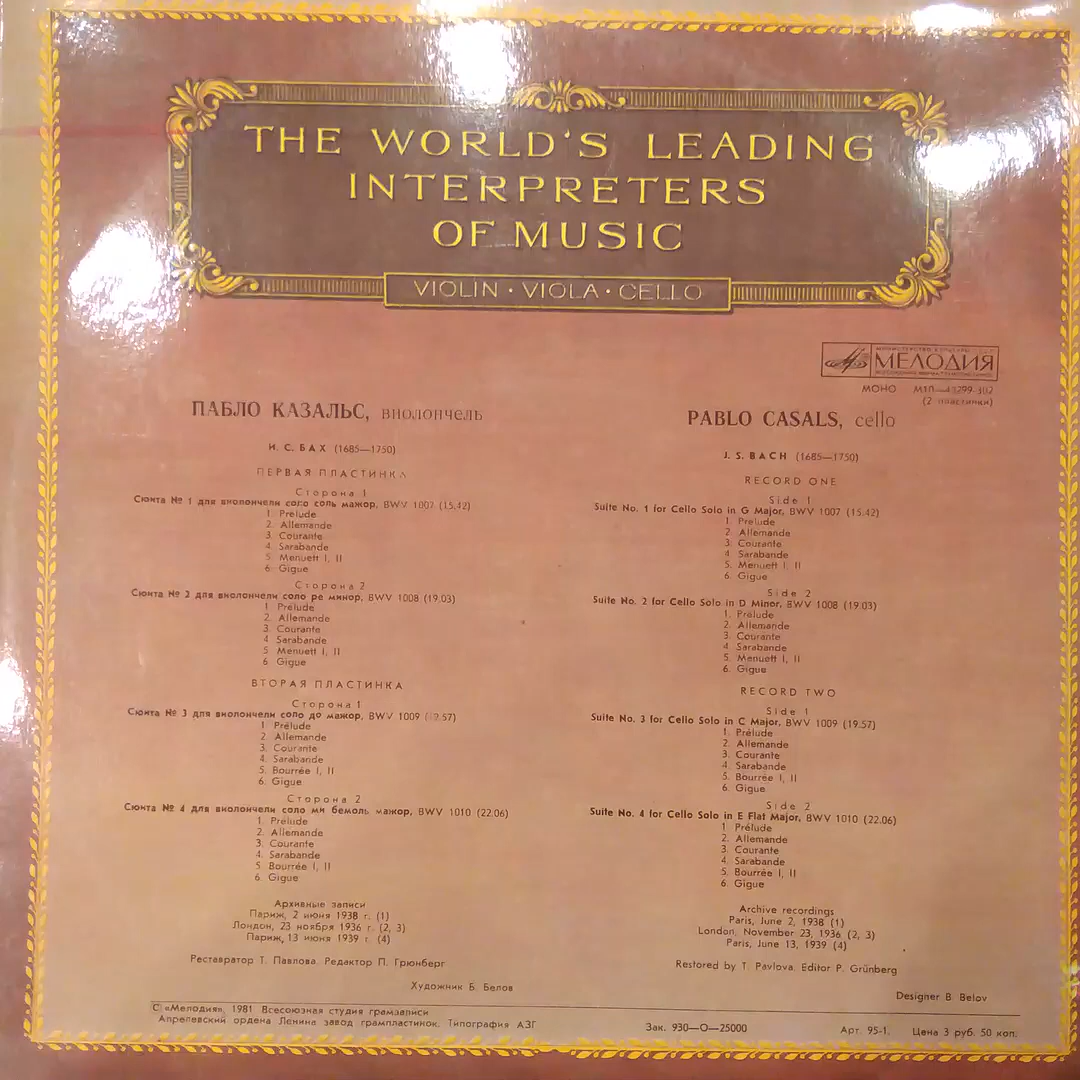 THE WORLD'S LEADING
INTERPRETERS
OF MUSIC
VIOLIN · VIOLA · CELLO
МЕЛОДИЯ
МОНО М10—43299-302
(2 пластинки)
ПАБЛО КАЗАЛЬС, виолончель
И. С. БАХ (1685—1750)
ПЕРВАЯ ПЛАСТИНКА
Сторона 1
Сюита № 1 для виолончели соло соль мажор, BWV 1007 (15.42)
1. Prélude
2. Allemande
3. Courante
4. Sarabande
5. Menuett I, II
6. Gigue
Сторона 2
Сюита № 2 для виолончели соло ре минор, BWV 1008 (19.03)
1. Prélude
2. Allemande
3. Courante
4. Sarabande
5. Menuett I, II
6. Gigue
ВТОРАЯ ПЛАСТИНКА
Сторона 1
Сюита № 3 для виолончели соло до мажор, BWV 1009 (19.57)
1. Prélude
2. Allemande
3. Courante
4. Sarabande
5. Bourrée I, II
6. Gigue
Сторона 2
Сюита № 4 для виолончели соло ми бемоль мажор, BWV 1010 (22.06)
1. Prélude
2. Allemande
3. Courante
4. Sarabande
5. Bourrée I, II
6. Gigue
Архивные записи
Париж, 2 июня 1938 г. (1)
Лондон, 23 ноября 1936 г. (2, 3)
Париж, 13 июня 1939 г. (4)
Реставратор Т. Павлова. Редактор П. Грюнберг
Художник Б. Белов
PABLO CASALS, cello
J. S. BACH (1685—1750)
RECORD ONE
Side 1
Suite No. 1 for Cello Solo in G Major, BWV 1007 (15.42)
1. Prélude
2. Allemande
3. Courante
4. Sarabande
5. Menuett I, II
6. Gigue
Side 2
Suite No. 2 for Cello Solo in D Minor, BWV 1008 (19.03)
1. Prélude
2. Allemande
3. Courante
4. Sarabande
5. Menuett I, II
6. Gigue
RECORD TWO
Side 1
Suite No. 3 for Cello Solo in C Major, BWV 1009 (19.57)
1. Prélude
2. Allemande
3. Courante
4. Sarabande
5. Bourrée I, II
6. Gigue
Side 2
Suite No. 4 for Cello Solo in E Flat Major, BWV 1010 (22.06)
1. Prélude
2. Allemande
3. Courante
4. Sarabande
5. Bourrée I, II
6. Gigue
Archive recordings
Paris, June 2, 1938 (1)
London, November 23, 1936 (2, 3)
Paris, June 13, 1939 (4)
Restored by T. Pavlova. Editor P. Grünberg
Designer B. Belov
С «Мелодия», 1981 Всесоюзная студия грамзаписи
Апрелевский ордена Ленина завод грампластинок. Типография АЗГ
Зак. 930—О—25000
Арт. 95-1. Цена 3 руб. 50 коп.